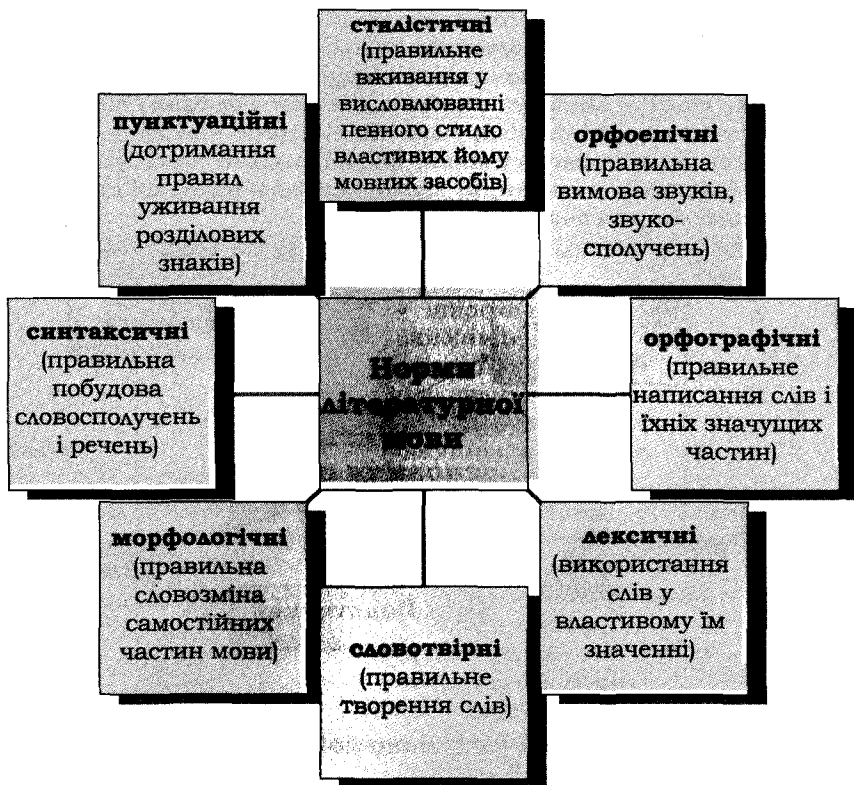 стилістичні
(правильне
вживання у
висловлюванні
певного стилю
властивих йому
мовних засобів)
пунктуаційні
(дотримання
правил
уживання
розділових
знаків)
орфоепічні
(правильна
вимова звуків,
звуко-
сполучень)
синтаксичні
(правильна
побудова
словосполучень
і речень)
Норми
літературної
мови
орфографічні
(правильне
написання слів і
їхніх значущих
частин)
морфологічні
(правильна
словозміна
самостійних
частин мови)
словотвірні
(правильне
творення слів)
лексичні
(використання
слів у
властивому їм
значенні)